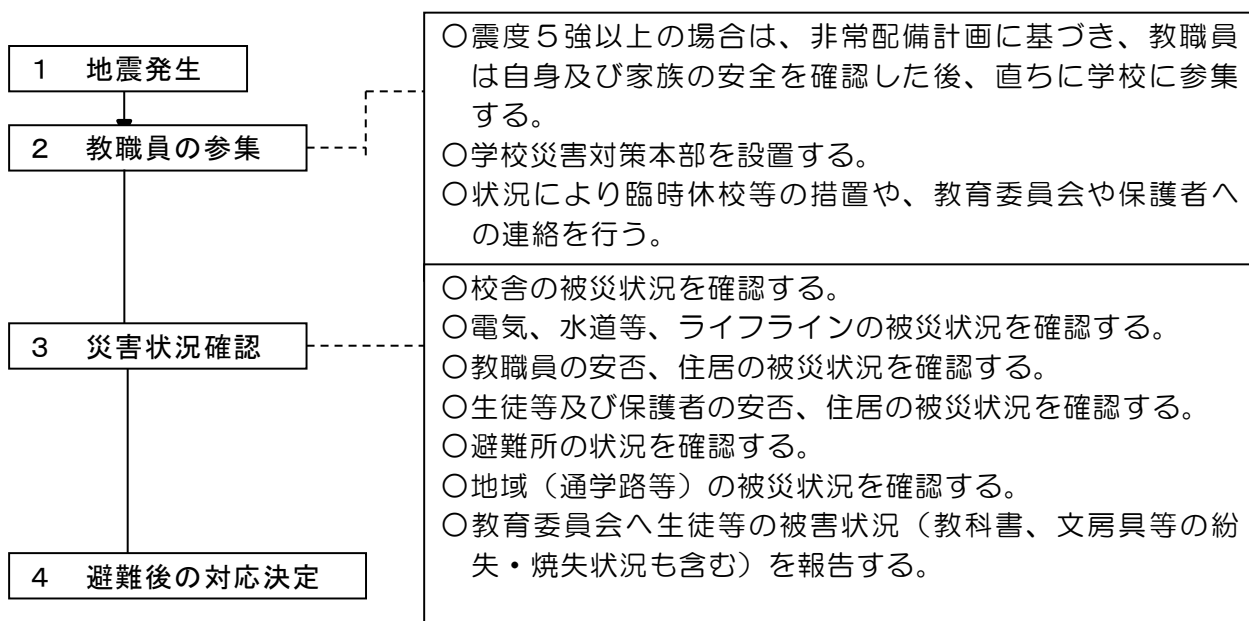 １　地震発生
２　教職員の参集
○震度５強以上の場合は、非常配備計画に基づき、教職員
は自身及び家族の安全を確認した後、直ちに学校に参集
する。
○学校災害対策本部を設置する。
○状況により臨時休校等の措置や、教育委員会や保護者へ
の連絡を行う。
３　災害状況確認
○校舎の被災状況を確認する。
○電気、水道等、ライフラインの被災状況を確認する。
○教職員の安否、住居の被災状況を確認する。
○生徒等及び保護者の安否、住居の被災状況を確認する。
○避難所の状況を確認する。
○地域（通学路等）の被災状況を確認する。
○教育委員会へ生徒等の被害状況（教科書、文房具等の紛
失・焼失状況も含む）を報告する。
４　避難後の対応決定